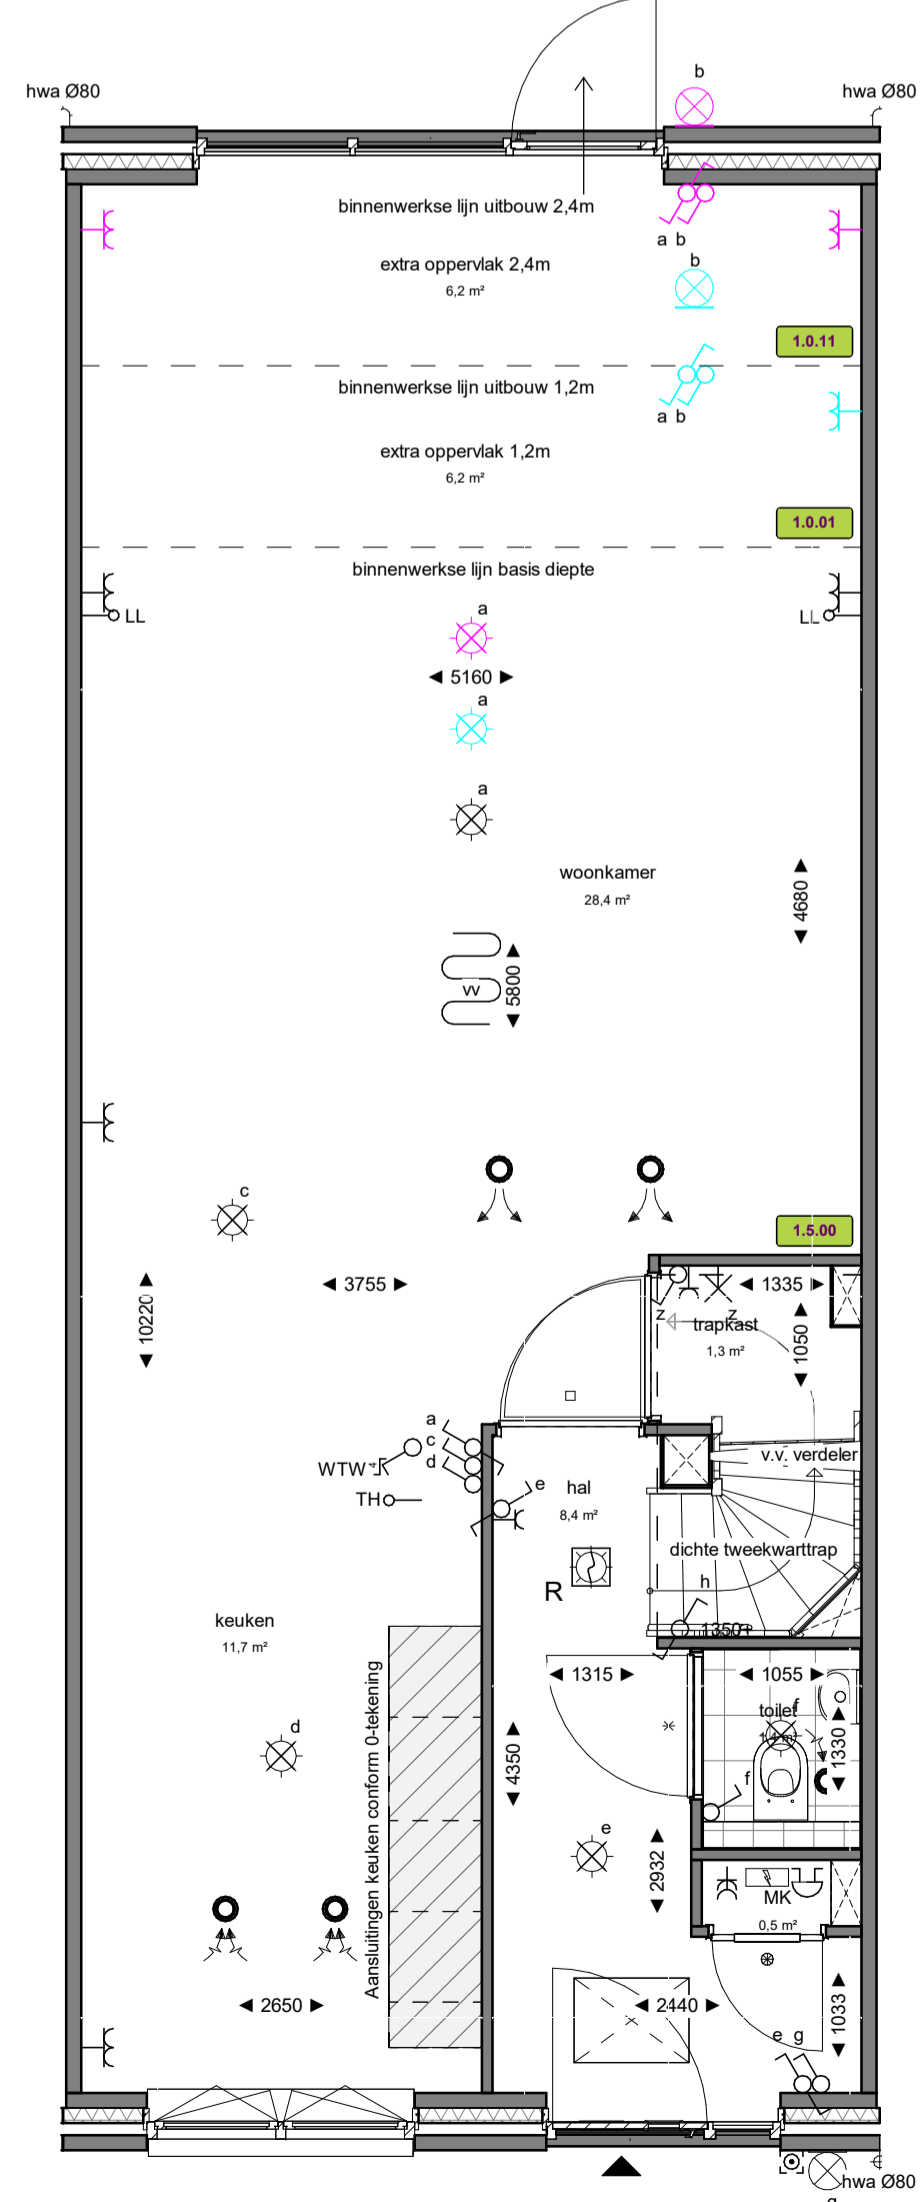 b
hwa Ø80
hwa Ø80
binnenwerkse lijn uitbouw 2,4m
a b
extra oppervlak 2,4m
6,2 m²
b
1.0.11
binnenwerkse lijn uitbouw 1,2m
a b
extra oppervlak 1,2m
6,2 m²
1.0.01
binnenwerkse lijn basis diepte
a
LL
LL
5160
a
a
woonkamer
28,4 m²
4680
5800
vv
c
1.5.00
3755
1335
10220
z
z
trapkast
1,3 m²
1050
a
c
d
WTW
v.v. verdeler
TH
e
hal
8,4 m²
dichte tweekwarttrap
R
h
1350+
keuken
11,7 m²
1315
1055
Aansluitingen keuken conform 0-tekening
toilet
f
1,4 m²
1330
d
4350
f
e
2932
MK
0,5 m²
2650
2440
1033
e g
hwa Ø80
g